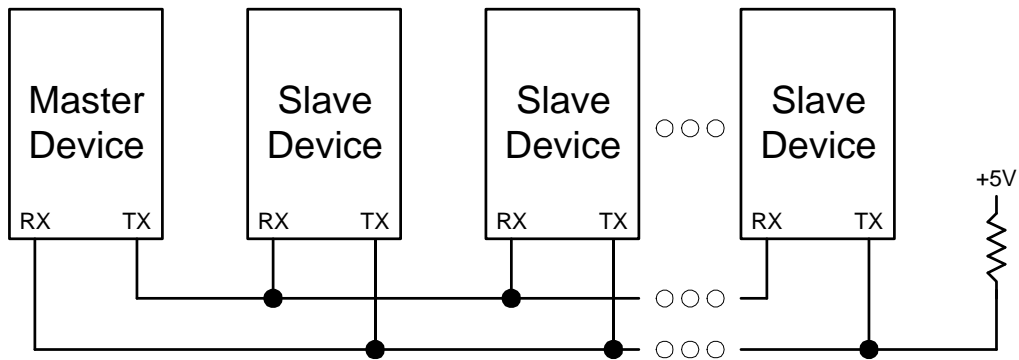 Master
Device
Slave
Device
Slave
Device
Slave
Device
+5V
RX TX
RX TX
RX TX
RX TX